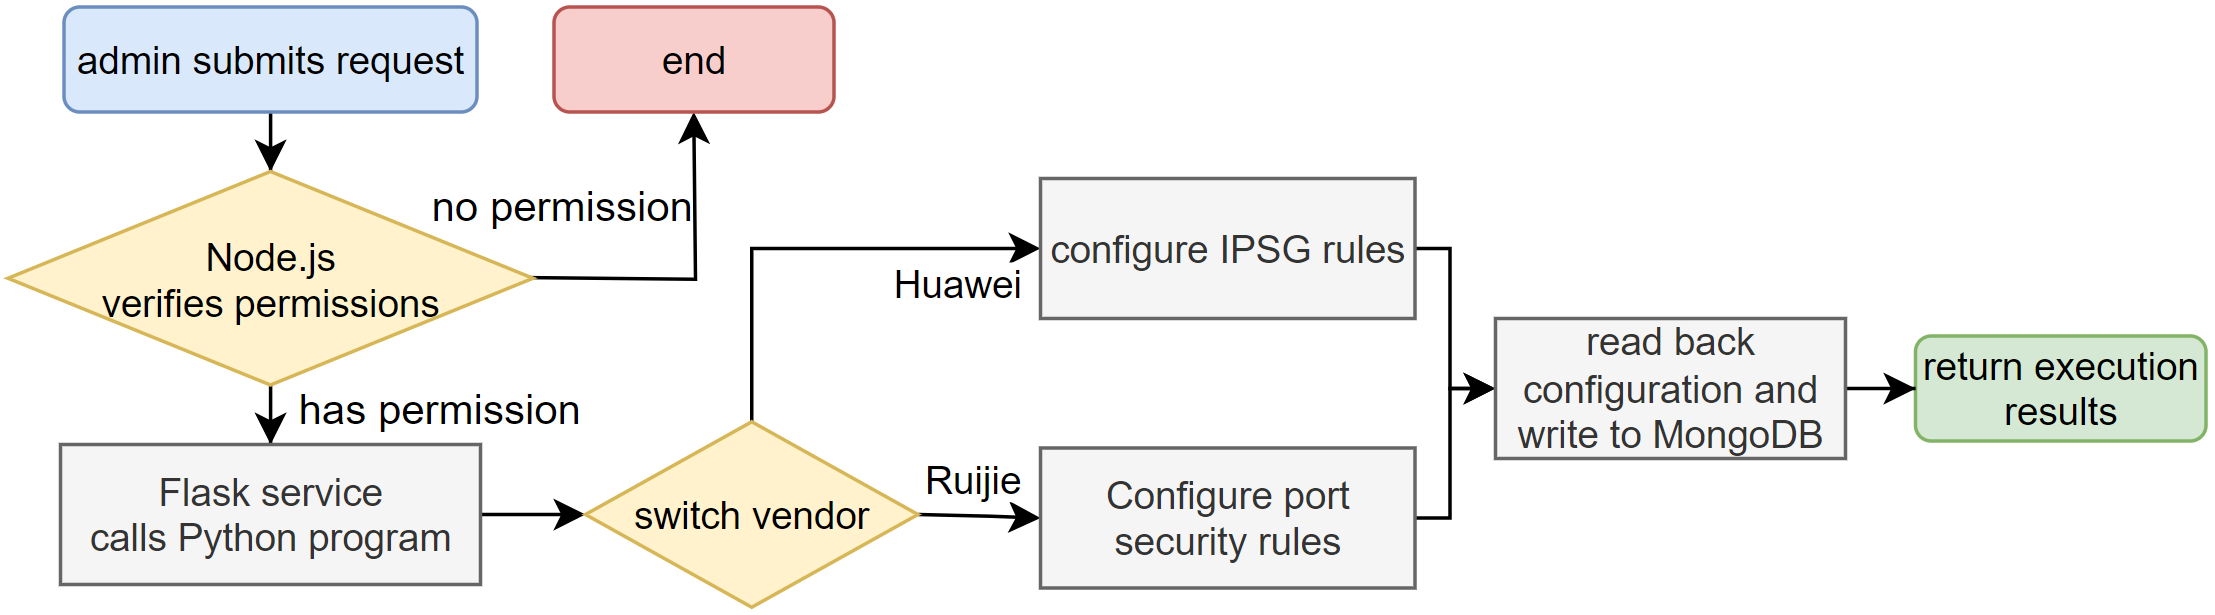 admin submits request
end
no permission
Node.js
verifies permissions
has permission
Flask service
calls Python program
switch vendor
Huawei
configure IPSG rules
Ruijie
Configure port
security rules
read back
configuration and
write to MongoDB
return execution
results